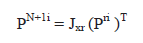 P^{N+1i} = J_{xr} (P^{ri})^T